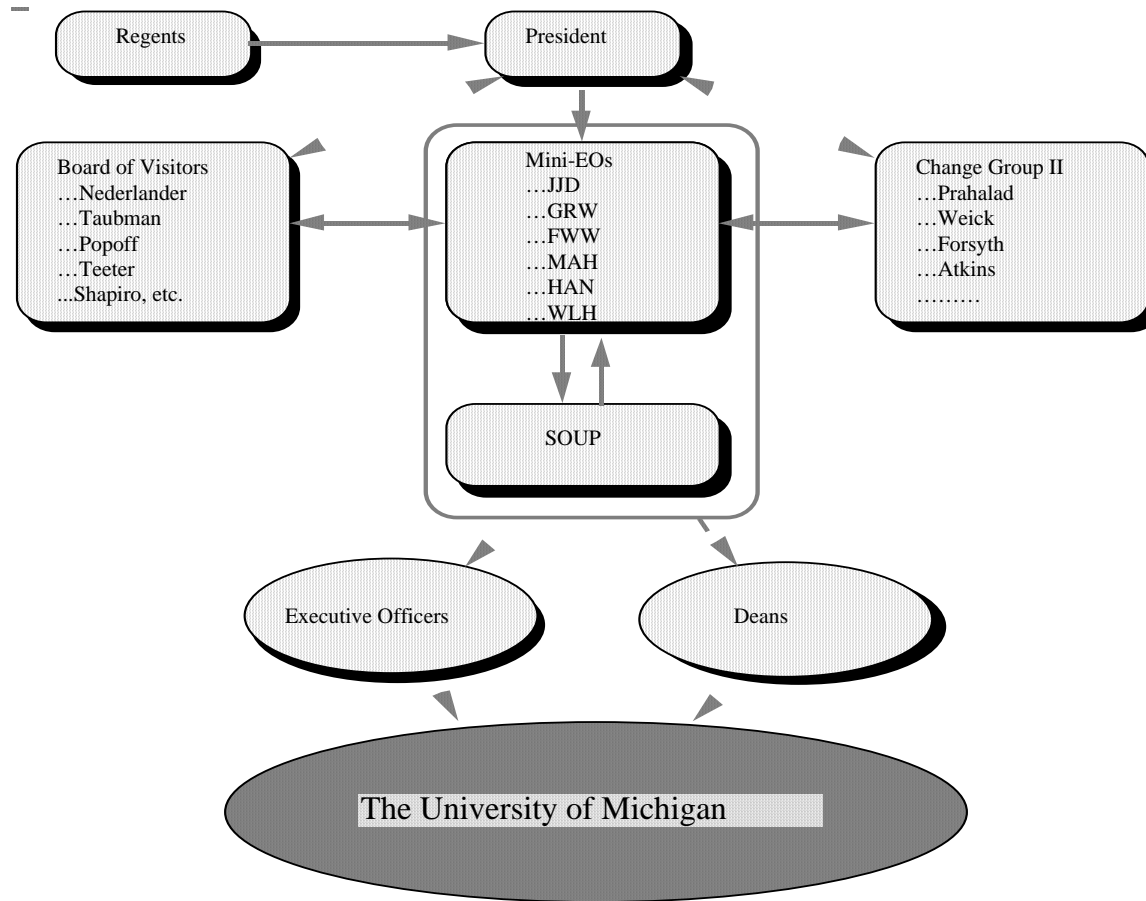 Regents
President
Board of Visitors
…Nederlander
…Taubman
…Popoff
…Teeter
...Shapiro, etc.
Mini-EOs
…JJD
…GRW
…FWW
…MAH
…HAN
…WLH
Change Group II
…Prahalad
…Weick
…Forsyth
…Atkins
………
SOUP
Executive Officers
Deans
The University of Michigan